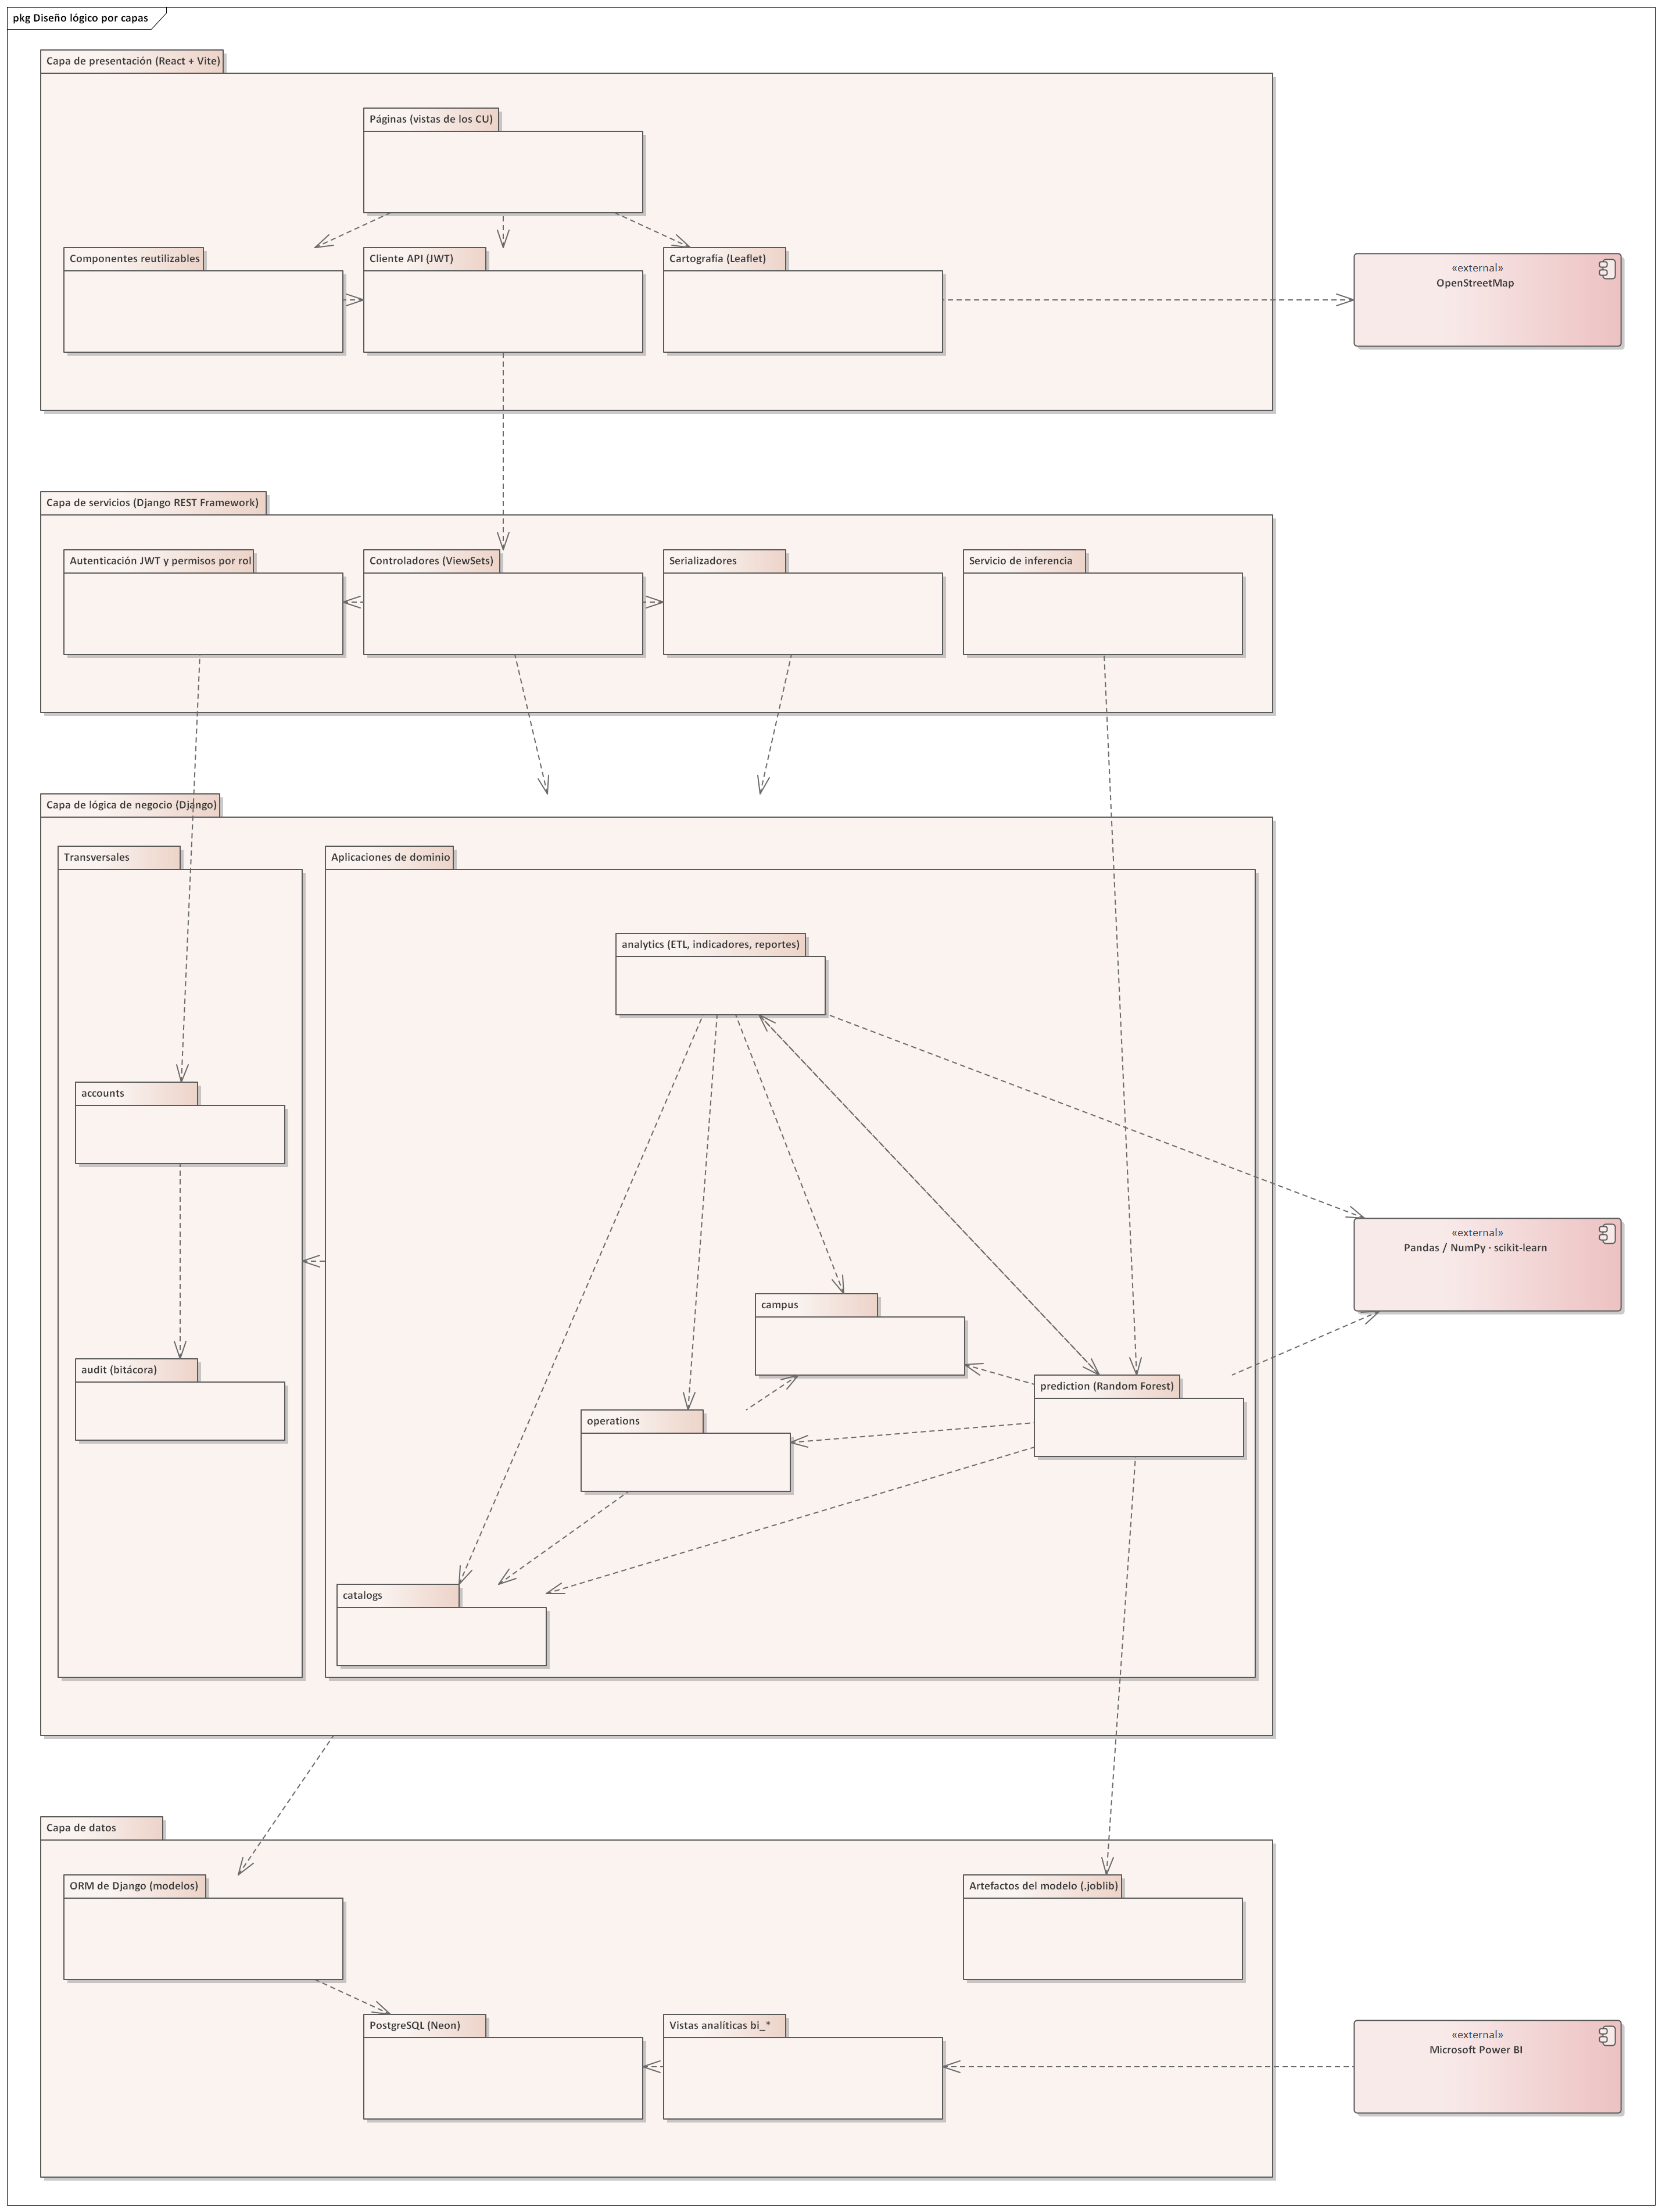 pkg Diseño lógico por capas
Capa de presentación (React + Vite)
Páginas (vistas de los CU)
Componentes reutilizables
Cliente API (JWT)
Cartografía (Leaflet)
«external»
OpenStreetMap
Capa de servicios (Django REST Framework)
Autenticación JWT y permisos por rol
Controladores (ViewSets)
Serializadores
Servicio de inferencia
Capa de lógica de negocio (Django)
Transversales
Aplicaciones de dominio
analytics (ETL, indicadores, reportes)
accounts
«external»
Pandas / NumPy · scikit-learn
campus
audit (bitácora)
prediction (Random Forest)
operations
catalogs
Capa de datos
ORM de Django (modelos)
Artefactos del modelo (.joblib)
PostgreSQL (Neon)
Vistas analíticas bi_*
«external»
Microsoft Power BI